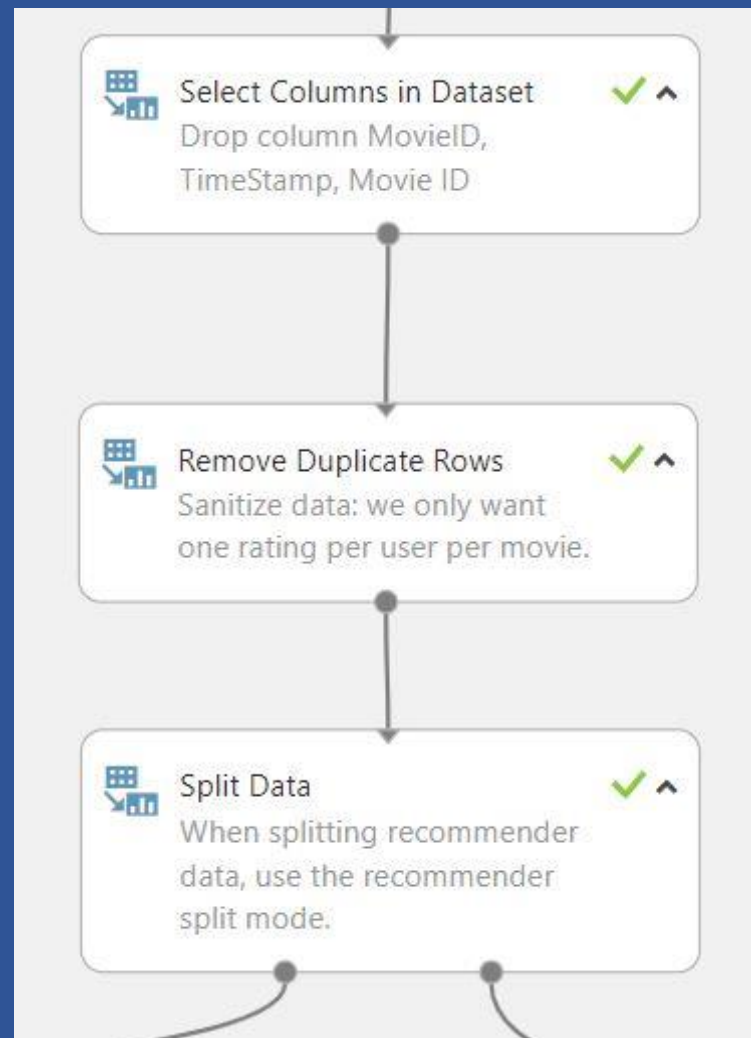 Select Columns in Dataset
Drop column MovieID,
TimeStamp, Movie ID
Remove Duplicate Rows
Sanitize data: we only want
one rating per user per movie.
Split Data
When splitting recommender
data, use the recommender
split mode.